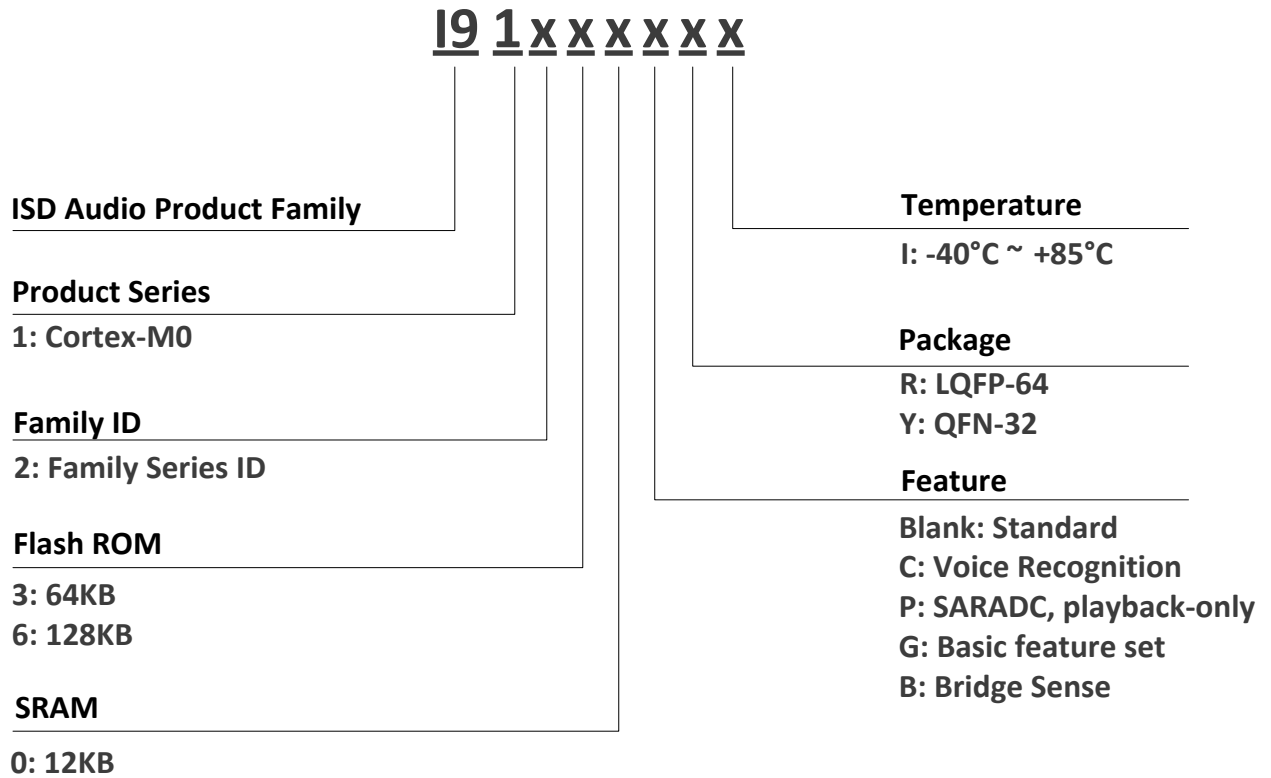 I9 1 x x x x x x
ISD Audio Product Family
Product Series
1: Cortex-M0
Family ID
2: Family Series ID
Flash ROM
3: 64KB
6: 128KB
SRAM
0: 12KB
Temperature
I: -40°C ~ +85°C
Package
R: LQFP-64
Y: QFN-32
Feature
Blank: Standard
C: Voice Recognition
P: SARADC, playback-only
G: Basic feature set
B: Bridge Sense